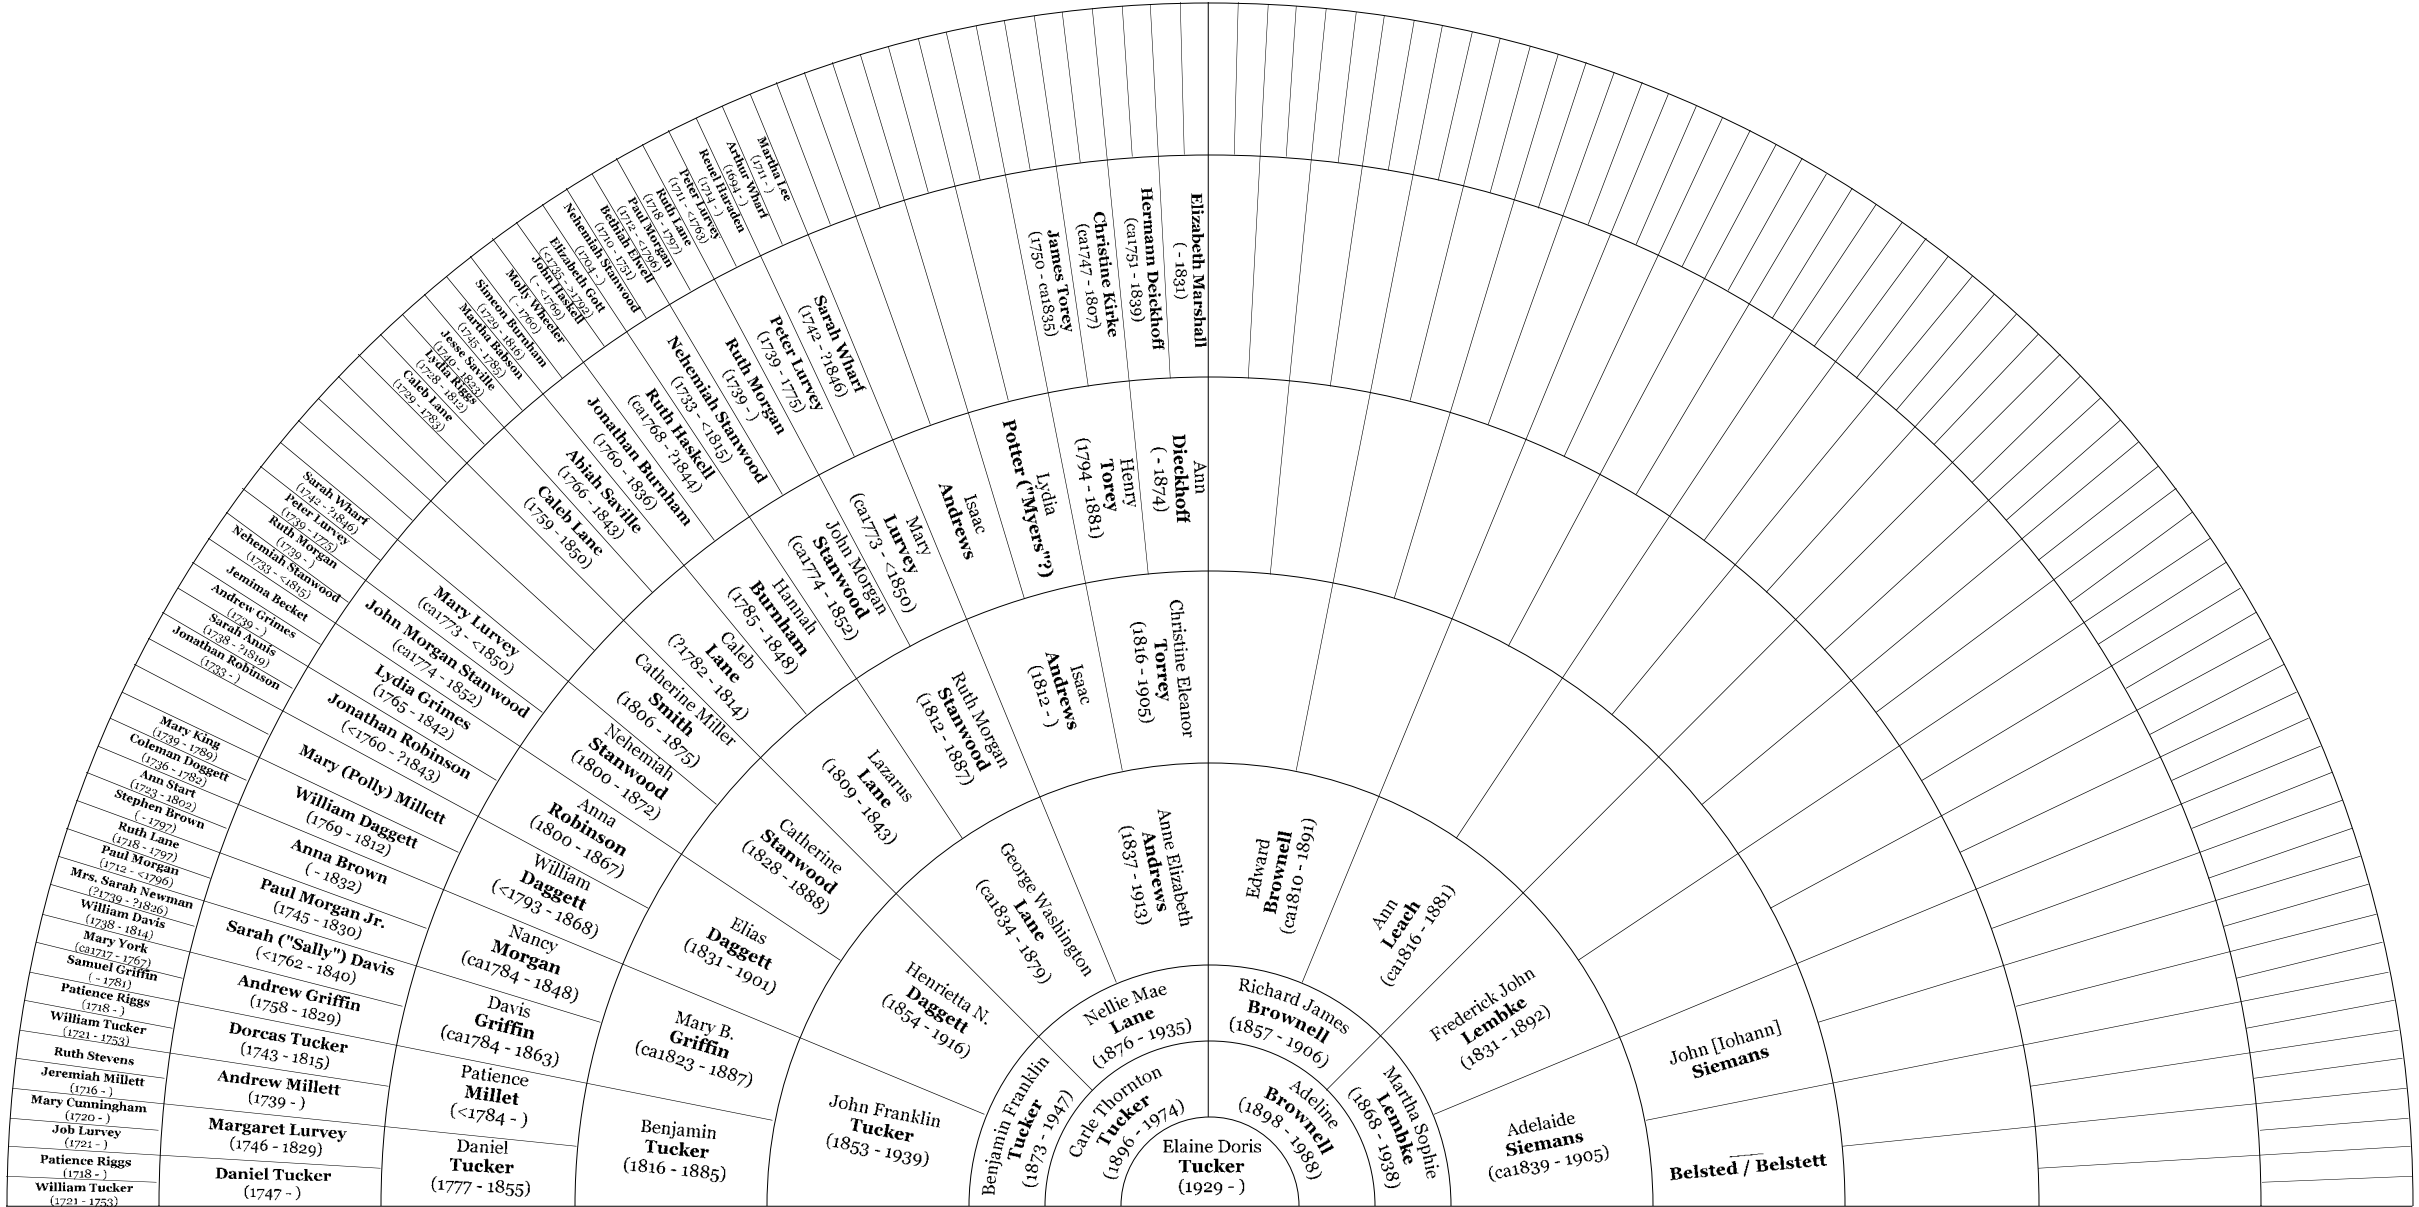 Elaine Doris
Tucker
(1929 - )
Carle Thornton
Tucker
(1896 - 1974)
Adeline
Brownell
(1898 - 1988)
Benjamin Franklin
Tucker
(1873 - 1947)
Nellie Mae
Lane
(1876 - 1935)
Richard James
Brownell
(1857 - 1906)
Martha Sophie
Lembke
(1868 - 1938)
John Franklin
Tucker
(1853 - 1939)
Henrietta N.
Daggett
(1854 - 1916)
George Washington
Lane
(ca1834 - 1879)
Anne Elizabeth
Andrews
(1837 - 1913)
Edward
Brownell
(ca1810 - 1891)
Ann
Leach
(ca1816 - 1881)
Frederick John
Lembke
(1831 - 1892)
Adelaide
Siemans
(ca1839 - 1905)
Benjamin
Tucker
(1816 - 1885)
Mary B.
Griffin
(ca1823 - 1887)
Elias
Daggett
(1831 - 1901)
Catherine
Stanwood
(1828 - 1888)
Lazarus
Lane
(1809 - 1843)
Ruth Morgan
Stanwood
(1812 - 1887)
Isaac
Andrews
(1812 - )
Christine Eleanor
Torrey
(1816 - 1905)
John [Iohann]
Siemans
Belsted / Belstett
Daniel
Tucker
(1777 - 1855)
Patience
Millet
(<1784 - )
Davis
Griffin
(ca1784 - 1863)
Nancy
Morgan
(ca1784 - 1848)
William
Daggett
(<1793 - 1868)
Anna
Robinson
(1800 - 1867)
Nehemiah
Stanwood
(1800 - 1872)
Catherine Miller
Smith
(1806 - 1875)
Caleb
Lane
(?1782 - 1814)
Hannah
Burnham
(1785 - 1848)
John Morgan
Stanwood
(ca1774 - 1852)
Mary
Lurvey
(ca1773 - <1850)
Isaac
Andrews
Lydia
Potter ("Myers"?)
Henry
Torey
(1794 - 1881)
Ann
Dieckhoff
( - 1874)
Daniel Tucker
(1747 - )
Margaret Lurvey
(1746 - 1829)
Andrew Millett
(1739 - )
Dorcas Tucker
(1743 - 1815)
Andrew Griffin
(1758 - 1829)
Sarah ("Sally") Davis
(<1762 - 1840)
Paul Morgan Jr.
(1745 - 1830)
Anna Brown
( - 1832)
William Daggett
(1769 - 1812)
Mary (Polly) Millett
Jonathan Robinson
(<1760 - ?1843)
Lydia Grimes
(1765 - 1842)
John Morgan Stanwood
(ca1774 - 1852)
Mary Lurvey
(ca1773 - <1850)
Caleb Lane
(1759 - 1850)
Abiah Saville
(1766 - 1843)
Jonathan Burnham
(1760 - 1836)
Ruth Haskell
(ca1768 - ?1844)
Nehemiah Stanwood
(1733 - <1815)
Ruth Morgan
(1739 - )
Peter Lurvey
(1739 - 1775)
Sarah Wharf
(1742 - ?1846)
James Torey
(1750 - ca1835)
Christine Kirke
(ca1747 - 1807)
Hermann Deickhoff
(ca1751 - 1839)
Elizabeth Marshall
( - 1831)
William Tucker
(1721 - 1753)
Patience Riggs
(1718 - )
Job Lurvey
(1721 - )
Mary Cunningham
(1720 - )
Jeremiah Millett
(1716 - )
Ruth Stevens
William Tucker
(1721 - 1753)
Patience Riggs
(1718 - )
Samuel Griffin
( - 1781)
Mary York
(ca1717 - 1767)
William Davis
(1738 - 1814)
Mrs. Sarah Newman
(?1739 - ?1826)
Paul Morgan
(1712 - <1796)
Ruth Lane
(1718 - 1797)
Stephen Brown
( - 1797)
Ann Start
(1723 - 1802)
Coleman Doggett
(1736 - 1782)
Mary King
(1739 - 1789)
Jonathan Robinson
(1733 - )
Sarah Annis
(1738 - ?1819)
Andrew Grimes
(1739 - )
Jemina Becket
Nehemiah Stanwood
(1733 - <1815)
Ruth Morgan
(1739 - )
Peter Lurvey
(1739 - 1775)
Sarah Wharf
(1742 - ?1846)
Caleb Lane
(1729 - 1783)
Lydia Riggs
(1728 - 1812)
Jesse Saville
(1740 - 1823)
Martha Babson
(1745 - 1785)
Simeon Burnham
(1729 - 1816)
Molly Wheeler
( - 1760)
John Haskell
( - <1769)
Elizabeth Gott
(<1735 - >1792)
Nehemiah Stanwood
(1704 - )
Bethiah Elwell
(1710 - 1751)
Paul Morgan
(1712 - <1796)
Ruth Lane
(1718 - 1797)
Peter Lurvey
(1711 - <1763)
Reuel Haraden
(1714 - )
Arthur Wharf
(1694 - )
Martha Lee
(1711 - )